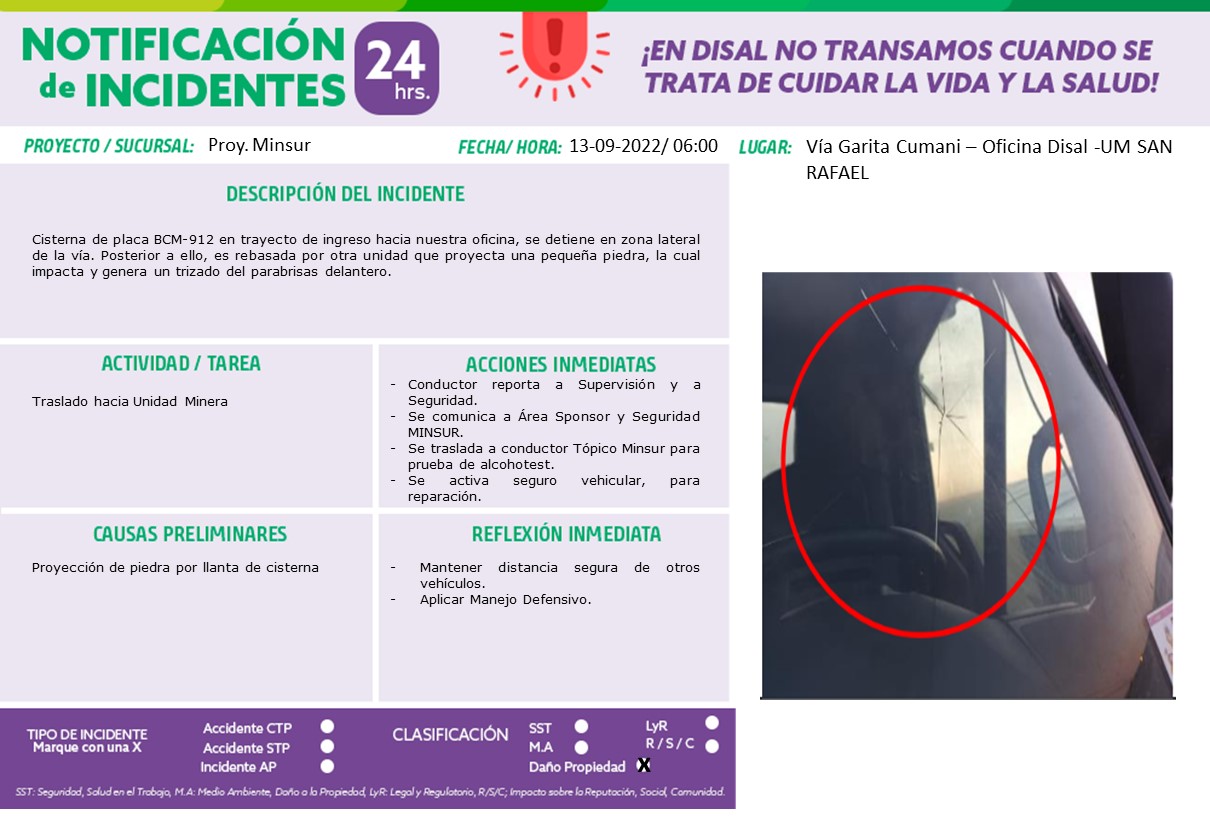 NOTIFICACIÓN
de INCIDENTES
24
hrs.
¡EN DISAL NO TRANSAMOS CUANDO SE
TRATA DE CUIDAR LA VIDA Y LA SALUD!
PROYECTO / SUCURSAL: Proy. Minsur
FECHA/ HORA: 13-09-2022/ 06:00
LUGAR: Vía Garita Cumani – Oficina Disal -UM SAN
RAFAEL
DESCRIPCIÓN DEL INCIDENTE
Cisterna de placa BCM-912 en trayecto de ingreso hacia nuestra oficina, se detiene en zona lateral
de la vía. Posterior a ello, es rebasada por otra unidad que proyecta una pequeña piedra, la cual
impacta y genera un trizado del parabrisas delantero.
ACTIVIDAD / TAREA
Traslado hacia Unidad Minera
ACCIONES INMEDIATAS
- Conductor reporta a Supervisión y a
Seguridad.
- Se comunica a Área Sponsor y Seguridad
MINSUR.
- Se traslada a conductor Tópico Minsur para
prueba de alcohotest.
- Se activa seguro vehicular, para
reparación.
CAUSAS PRELIMINARES
Proyección de piedra por llanta de cisterna
REFLEXIÓN INMEDIATA
- Mantener distancia segura de otros
vehículos.
- Aplicar Manejo Defensivo.
TIPO DE INCIDENTE
Marque con una X
Accidente CTP
Accidente STP
Incidente AP
CLASIFICACIÓN
SST
M.A
Daño Propiedad X
LyR
R/S/C
SST: Seguridad, Salud en el Trabajo, M.A: Medio Ambiente, Daño a la Propiedad, LyR: Legal y Regulatorio, R/S/C; Impacto sobre la Reputación, Social, Comunidad.